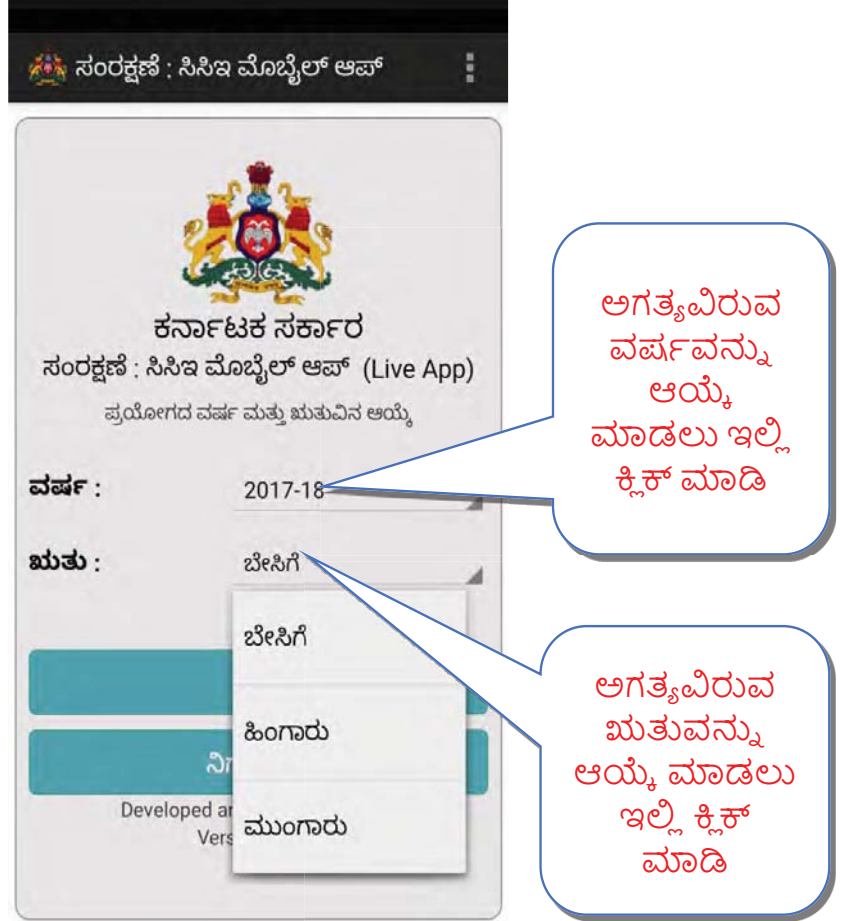 ಸಂರಕ್ಷಣೆ : ಸಿಸಿಇ ಮೊಬೈಲ್ ಆಪ್
ಕರ್ನಾಟಕ ಸರ್ಕಾರ
ಸಂರಕ್ಷಣೆ : ಸಿಸಿಇ ಮೊಬೈಲ್ ಆಪ್ (Live App)
ಪ್ರಯೋಗದ ವರ್ಷ ಮತ್ತು ಋತುವಿನ ಆಯ್ಕೆ
ವರ್ಷ : 2017-18
ಋತು : ಬೇಸಿಗೆ
ಬೇಸಿಗೆ
ಹಿಂಗಾರು
Developed
ಮುಂಗಾರು
ಅಗತ್ಯವಿರುವ
ವರ್ಷವನ್ನು
ಆಯ್ಕೆ
ಮಾಡಲು ಇಲ್ಲಿ
ಕ್ಲಿಕ್ ಮಾಡಿ
ಅಗತ್ಯವಿರುವ
ಋತುವನ್ನು
ಆಯ್ಕೆ ಮಾಡಲು
ಇಲ್ಲಿ ಕ್ಲಿಕ್
ಮಾಡಿ